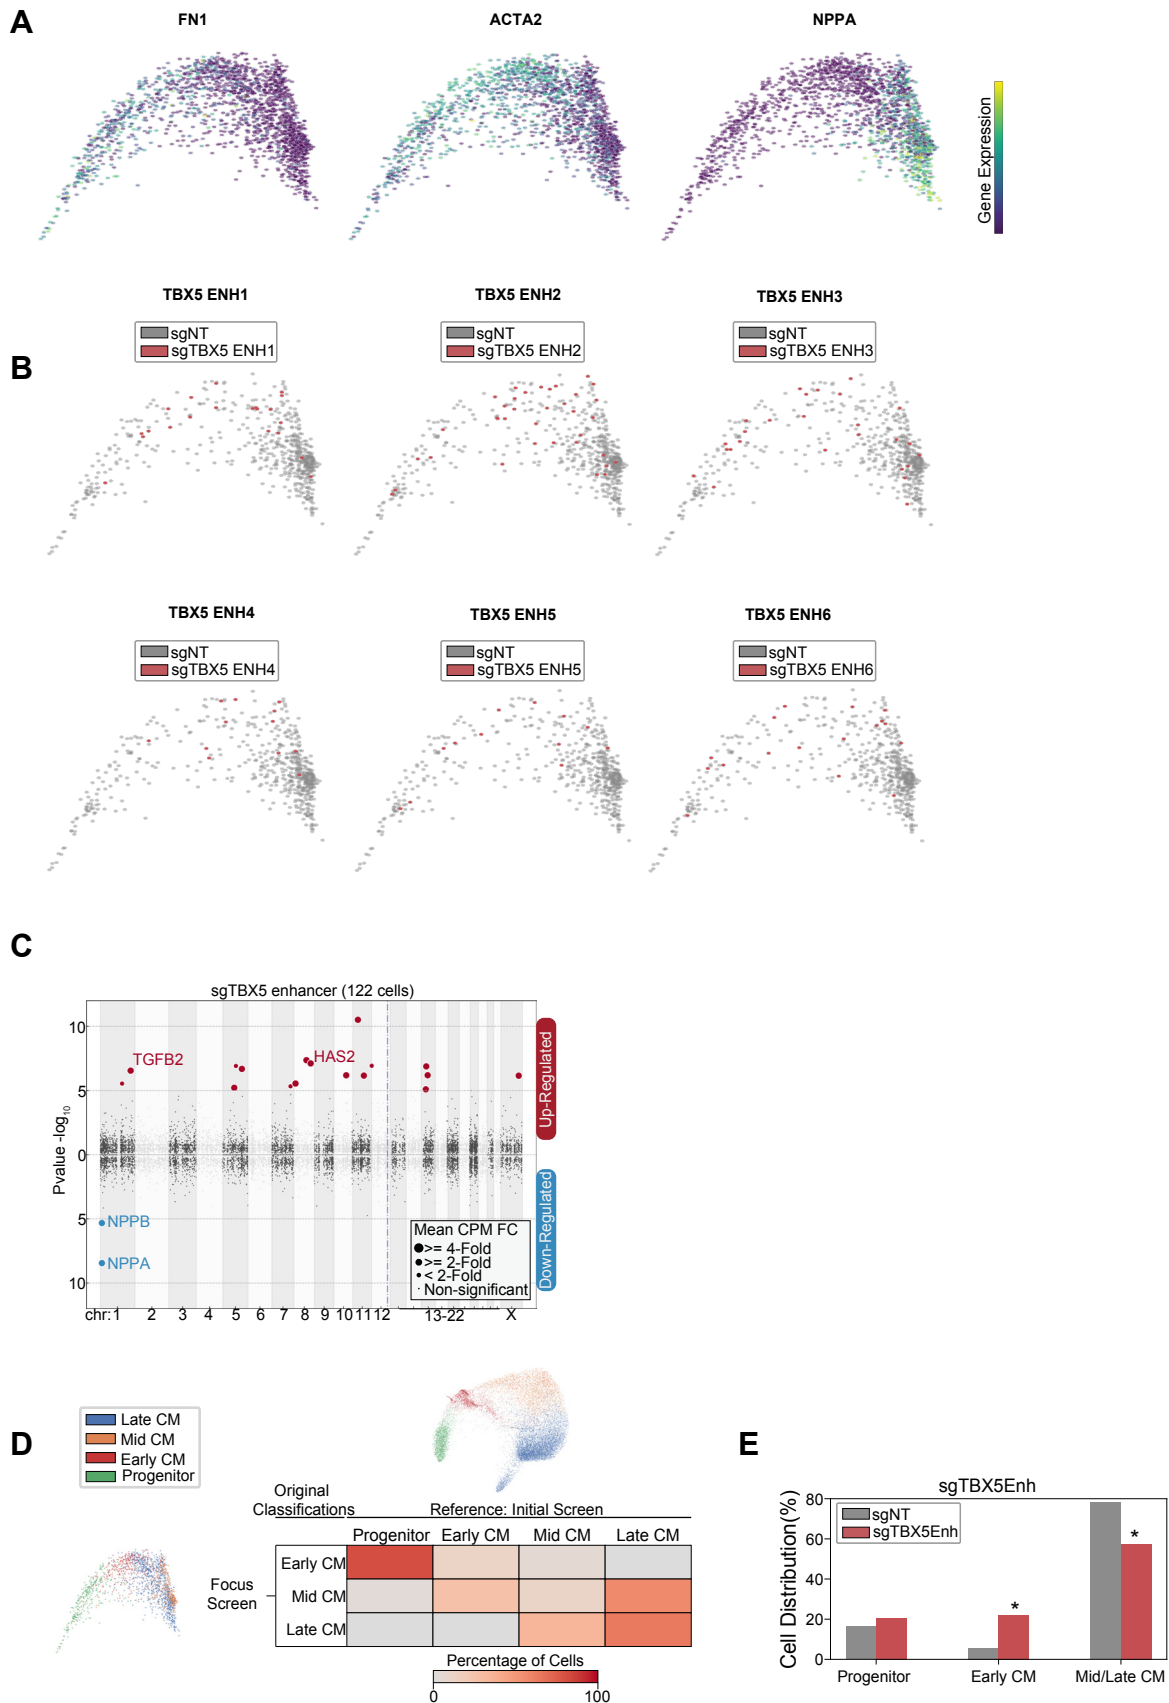 A
FN1
ACTA2
NPPA
Gene Expression
B
TBX5 ENH1
sgNT
sgTBX5 ENH1
TBX5 ENH2
sgNT
sgTBX5 ENH2
TBX5 ENH3
sgNT
sgTBX5 ENH3
TBX5 ENH4
sgNT
sgTBX5 ENH4
TBX5 ENH5
sgNT
sgTBX5 ENH5
TBX5 ENH6
sgNT
sgTBX5 ENH6
C
sgTBX5 enhancer (122 cells)
Pvalue -log10
10
5
0
5
10
TGFB2
HAS2
NPPB
NPPA
Up-Regulated
Down-Regulated
Mean CPM FC
>= 4-Fold
>= 2-Fold
< 2-Fold
Non-significant
chr: 1 2 3 4 5 6 7 8 9 10 11 12 13-22 X
D
Late CM
Mid CM
Early CM
Progenitor
Original
Classifications
Reference: Initial Screen
Progenitor Early CM Mid CM Late CM
Focus
Screen
Early CM
Mid CM
Late CM
Percentage of Cells
0 100
E
sgTBX5Enh
Cell Distribution(%)
80
60
40
20
0
sgNT
sgTBX5Enh
*
*
Progenitor Early CM Mid/Late CM